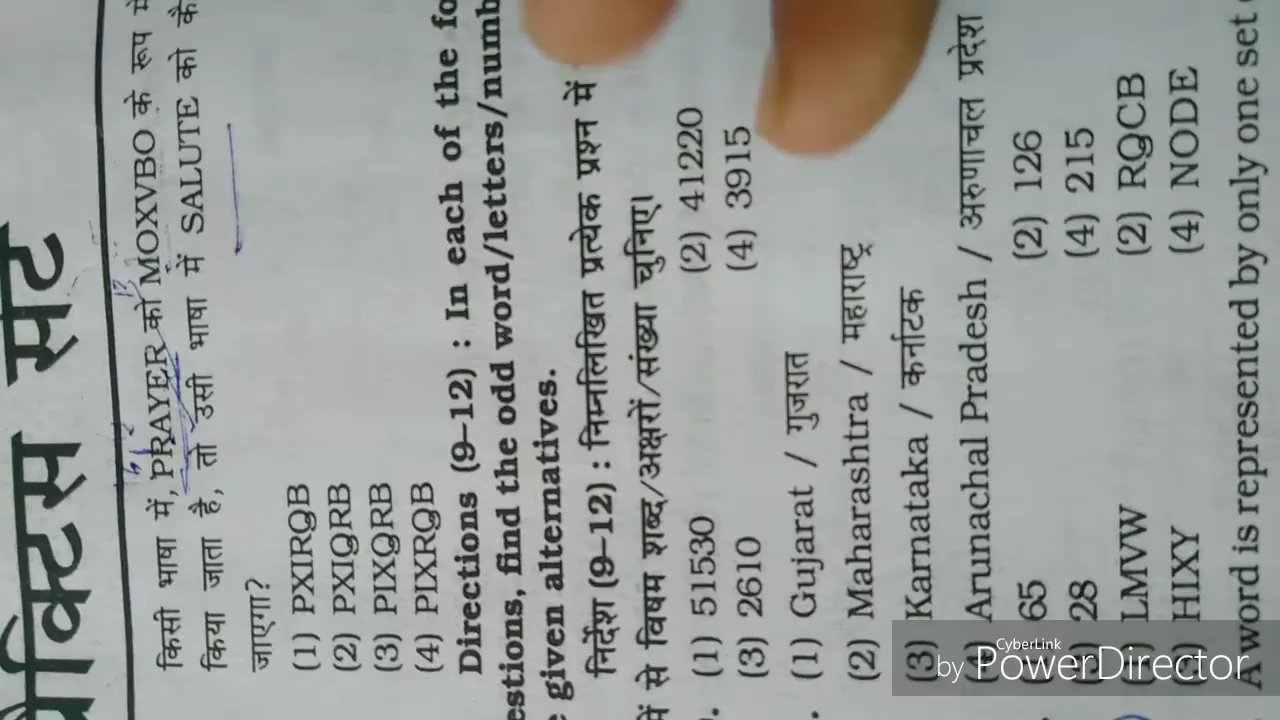 प्रैक्टिस सेट
किसी भाषा में, PRAYER को MOXVBO के रूप में
किया जाता है, तो उसी भाषा में SALUTE को कै
जाएगा?
(1) PXIRQB
(2) PXIQRB
(3) PIXQRB
(4) PIXRQB
Directions (9–12) : In each of the fo
estions, find the odd word/letters/numb
e given alternatives.
निर्देश (9–12) : निम्नलिखित प्रत्येक प्रश्न में
में से विषम शब्द/अक्षरों/संख्या चुनिए।
(1) 51530 (2) 41220
(3) 2610 (4) 3915
(1) Gujarat / गुजरात
(2) Maharashtra / महाराष्ट्र
(3) Karnataka / कर्नाटक
(4) Arunachal Pradesh / अरुणाचल प्रदेश
65 (2) 126
28 (4) 215
LMVW (2) RQCB
HIXY (4) NODE
A word is represented by only one set
by CyberLink PowerDirector